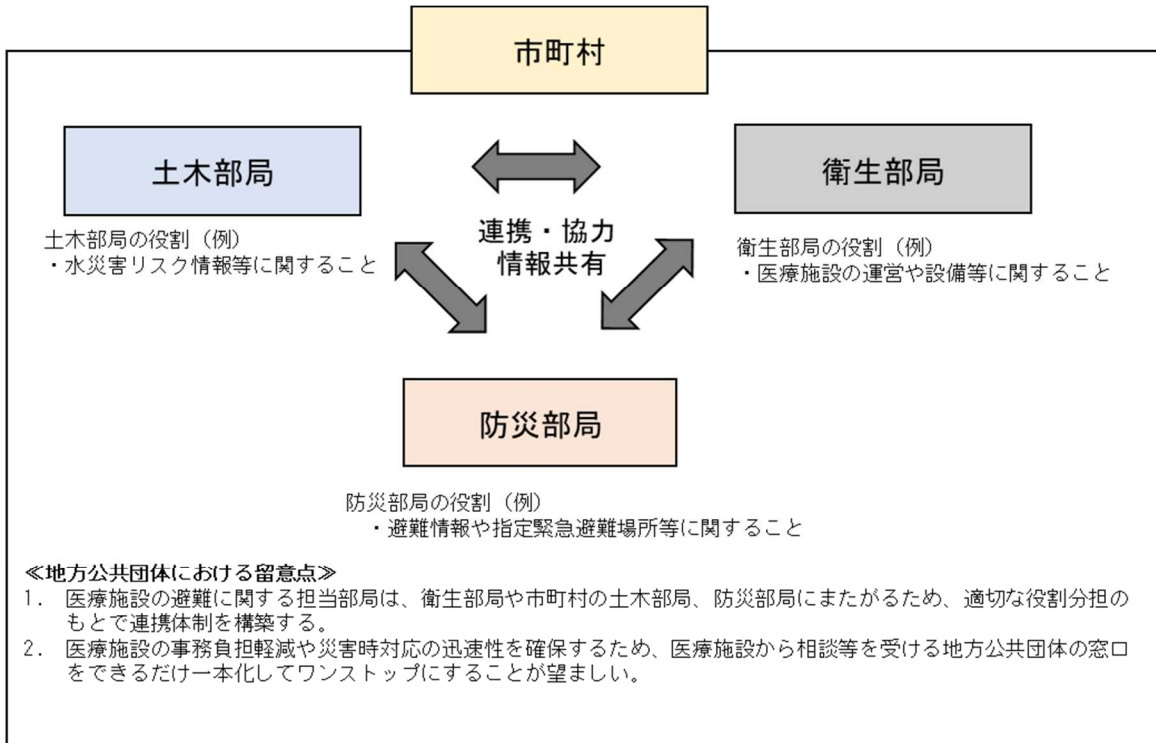 市町村
土木部局
衛生部局
連携・協力
情報共有
土木部局の役割（例）
・水災害リスク情報等に関すること
衛生部局の役割（例）
・医療施設の運営や設備等に関すること
防災部局
防災部局の役割（例）
・避難情報や指定緊急避難場所等に関すること
≪地方公共団体における留意点≫
1. 医療施設の避難に関する担当部局は、衛生部局や市町村の土木部局、防災部局にまたがるため、適切な役割分担の
もとで連携体制を構築する。
2. 医療施設の事務負担軽減や災害時対応の迅速性を確保するため、医療施設から相談等を受ける地方公共団体の窓口
をできるだけ一本化してワンストップにすることが望ましい。